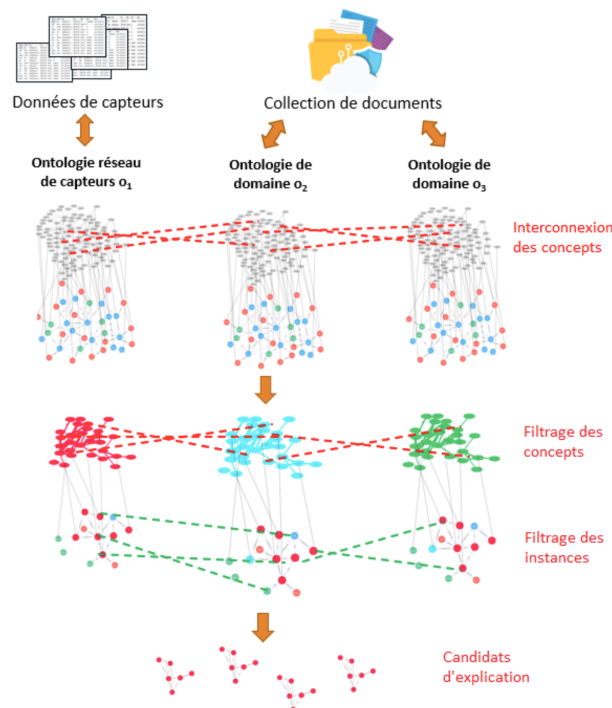 Données de capteurs
Collection de documents
Ontologie réseau
de capteurs o₁
Ontologie de
domaine o₂
Ontologie de
domaine o₃
Interconnexion
des concepts
Filtrage des
concepts
Filtrage des
instances
Candidats
d'explication